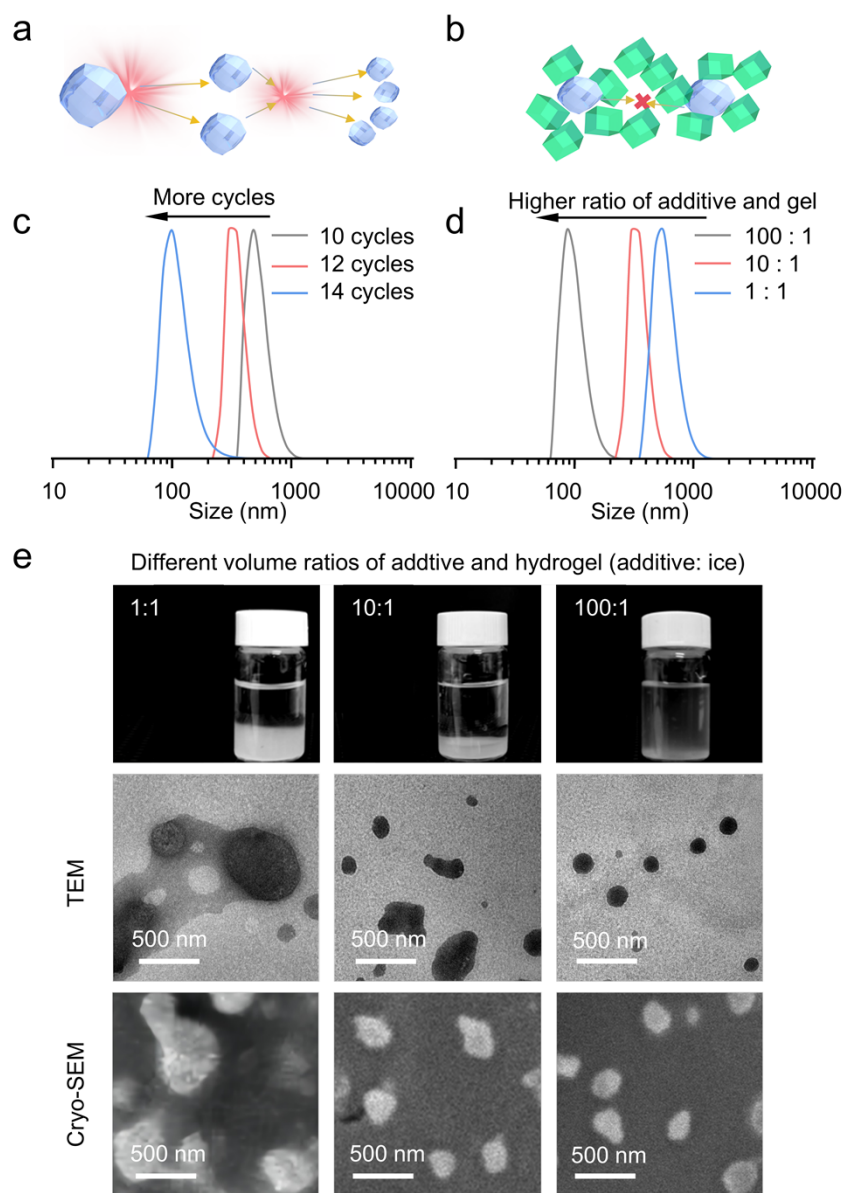 a
b
c
More cycles
10 cycles
12 cycles
14 cycles
10
100
1000
10000
Size (nm)
d
Higher ratio of additive and gel
100 : 1
10 : 1
1 : 1
10
100
1000
10000
Size (nm)
e
Different volume ratios of addtive and hydrogel (additive: ice)
1:1
10:1
100:1
TEM
500 nm
500 nm
500 nm
Cryo-SEM
500 nm
500 nm
500 nm